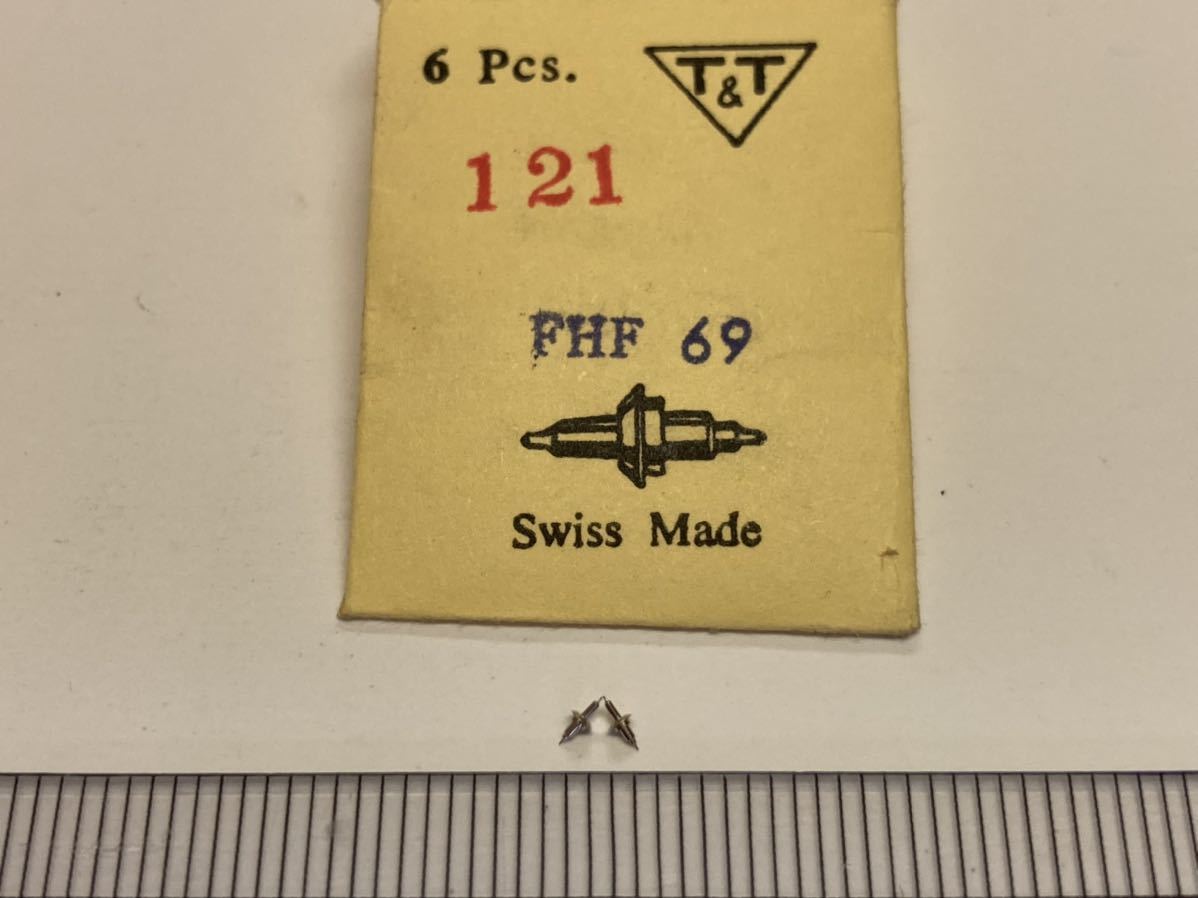 6 Pcs.
T&T
121
FHF 69
Swiss Made